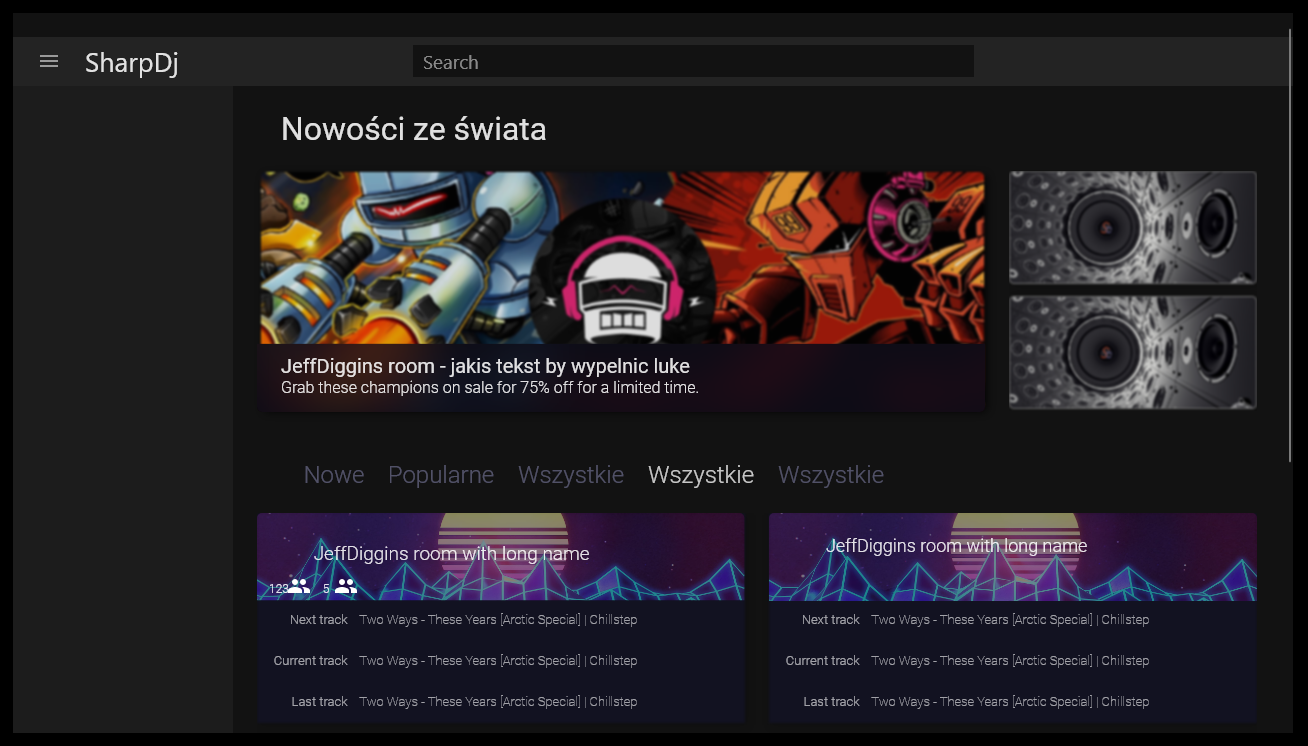 SharpDj
Search
Nowości ze świata
JeffDiggins room - jakis tekst by wypelnic luke
Grab these champions on sale for 75% off for a limited time.
Nowe Popularne Wszystkie Wszystkie Wszystkie
JeffDiggins room with long name
123 5
Next track Two Ways - These Years [Arctic Special] | Chillstep
Current track Two Ways - These Years [Arctic Special] | Chillstep
Last track Two Ways - These Years [Arctic Special] | Chillstep
JeffDiggins room with long name
Next track Two Ways - These Years [Arctic Special] | Chillstep
Current track Two Ways - These Years [Arctic Special] | Chillstep
Last track Two Ways - These Years [Arctic Special] | Chillstep